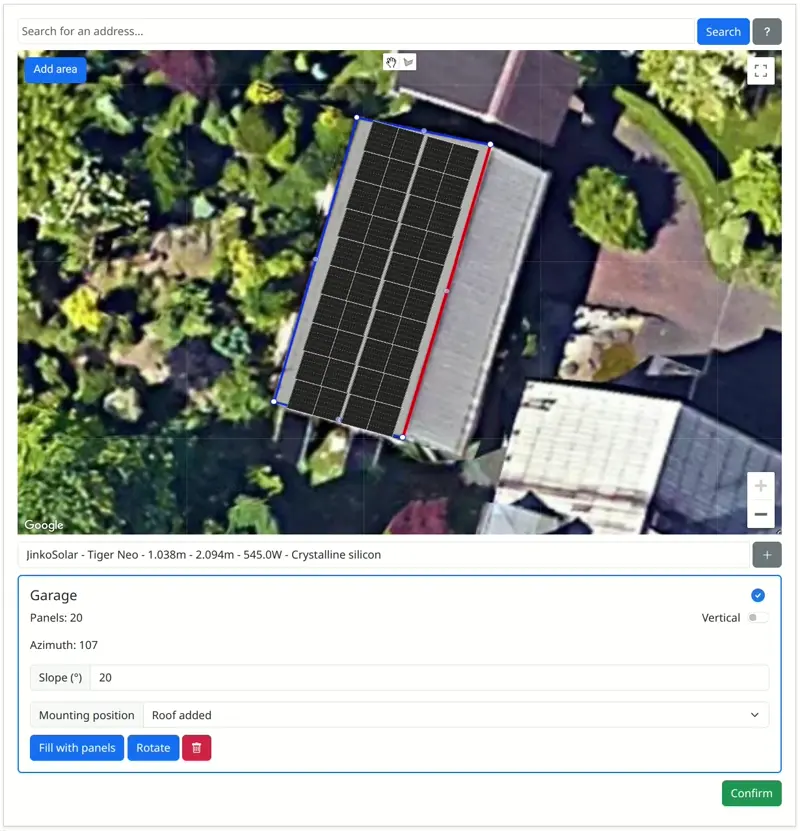 Search for an address...
Search
?
Add area
Google
JinkoSolar - Tiger Neo - 1.038m - 2.094m - 545.0W - Crystalline silicon
+
Garage
Panels: 20
Vertical
Azimuth: 107
Slope (°)
20
Mounting position
Roof added
Fill with panels
Rotate
Confirm